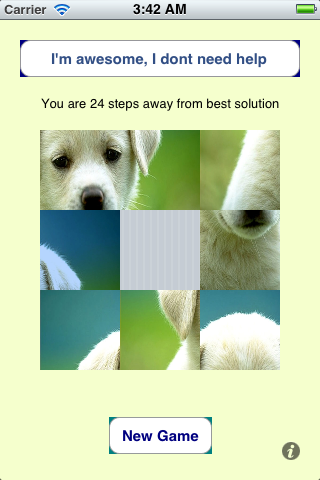 Carrier 3:42 AM
I'm awesome, I dont need help
You are 24 steps away from best solution
New Game
i